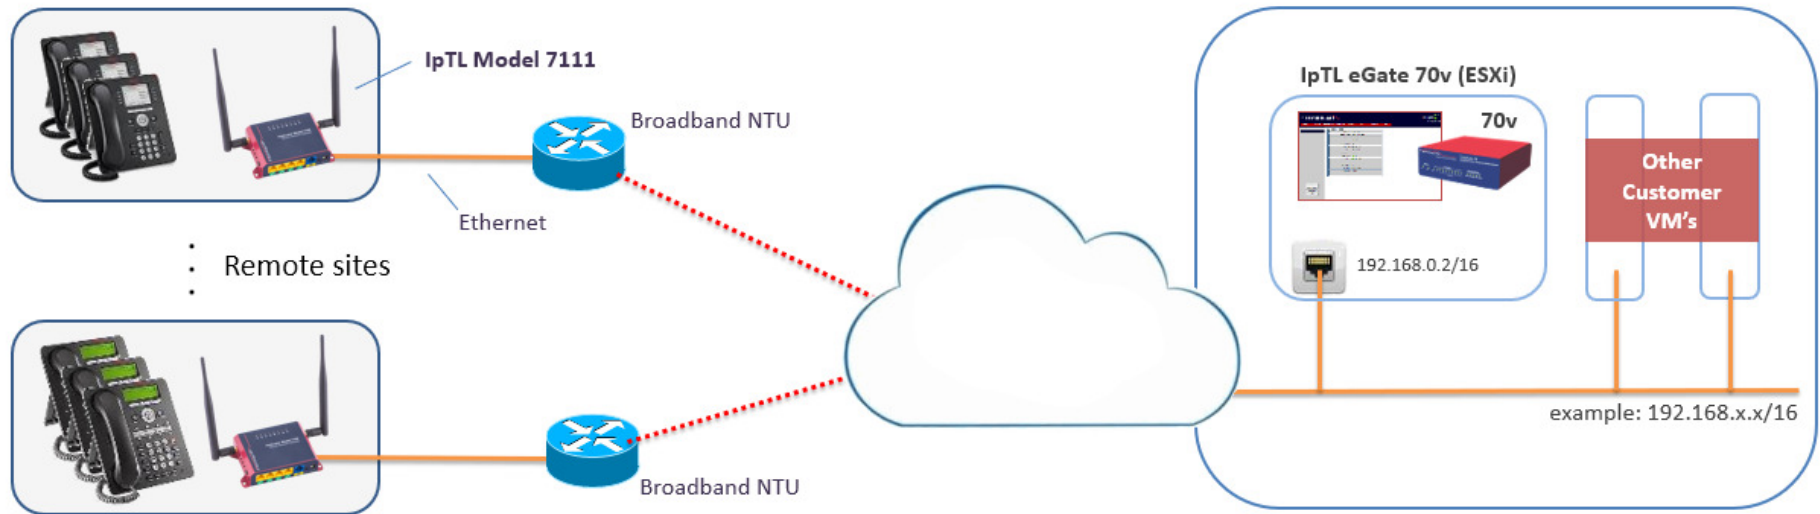 IpTL Model 7111
Broadband NTU
Ethernet
Remote sites
Broadband NTU
IpTL eGate 70v (ESXi)
70v
192.168.0.2/16
Other
Customer
VM's
example: 192.168.x.x/16